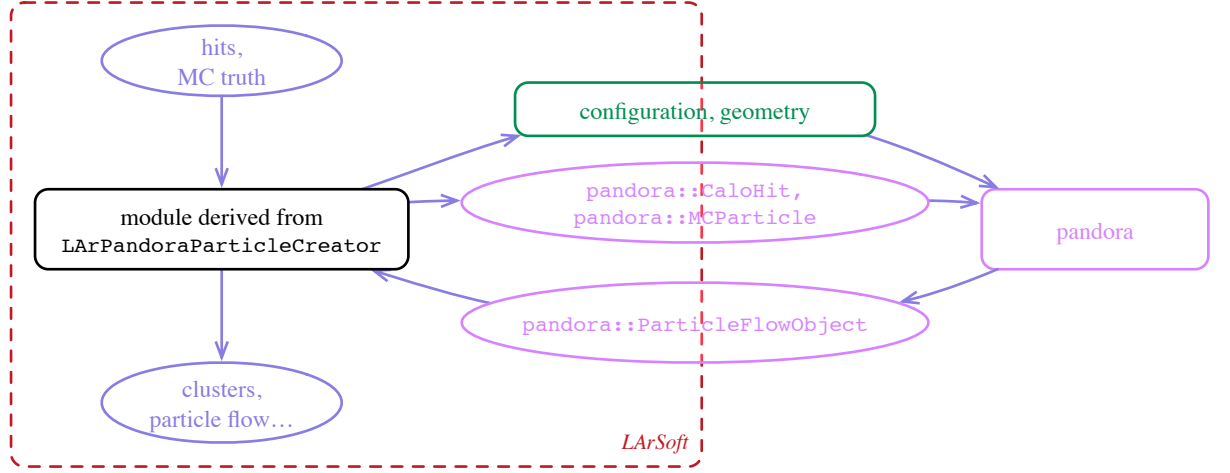 hits,
MC truth
configuration, geometry
pandora::CaloHit,
pandora::MCParticle
module derived from
LArPandoraParticleCreator
pandora
pandora::ParticleFlowObject
clusters,
particle flow…
LArSoft